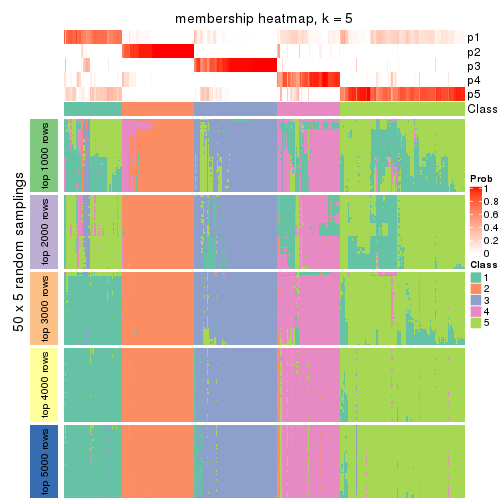 membership heatmap, k = 5
p1
p2
p3
p4
p5
Class
50 x 5 random samplings
top 1000 rows
top 2000 rows
top 3000 rows
top 4000 rows
top 5000 rows
Prob
1
0.8
0.6
0.4
0.2
0
Class
1
2
3
4
5